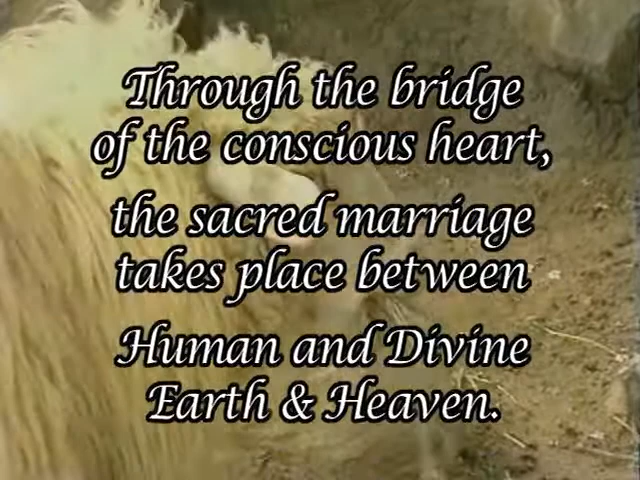 Through the bridge
of the conscious heart,
the sacred marriage
takes place between
Human and Divine
Earth & Heaven.